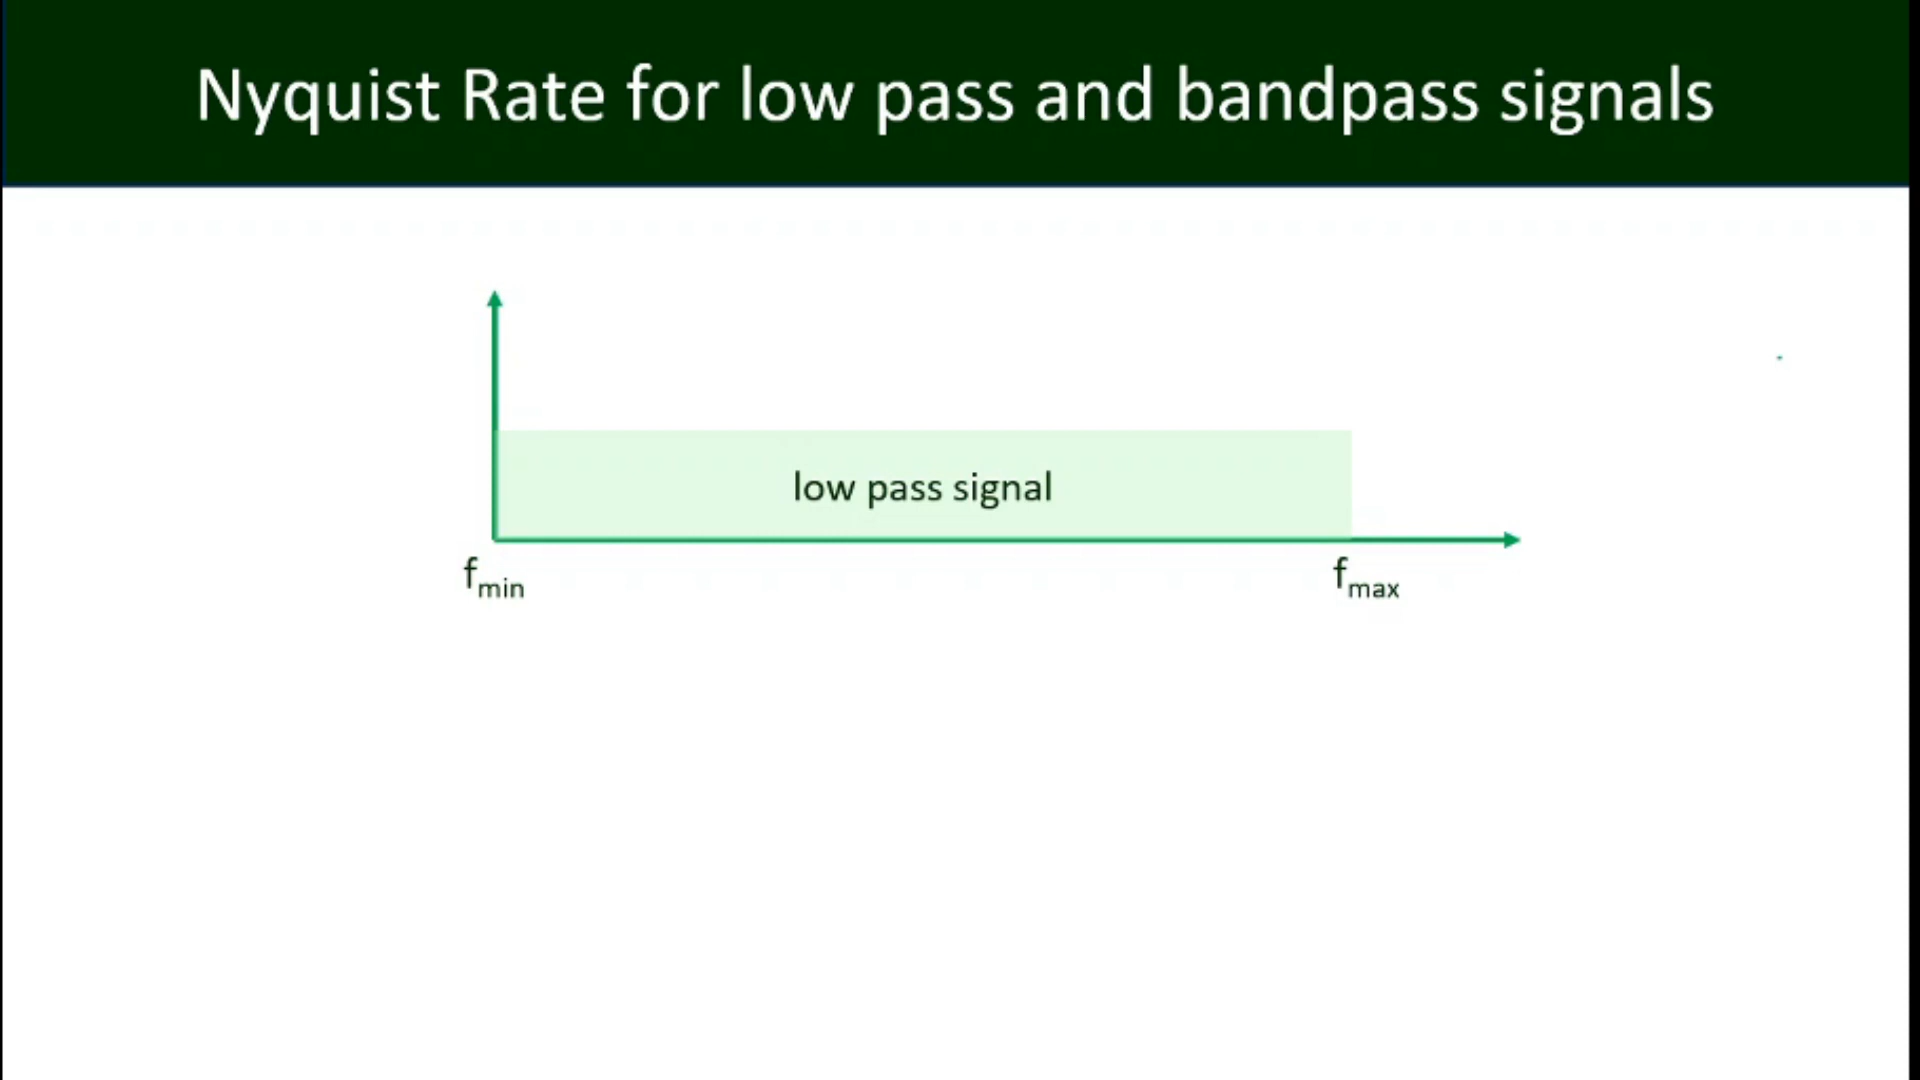 Nyquist Rate for low pass and bandpass signals
low pass signal
fmin
fmax